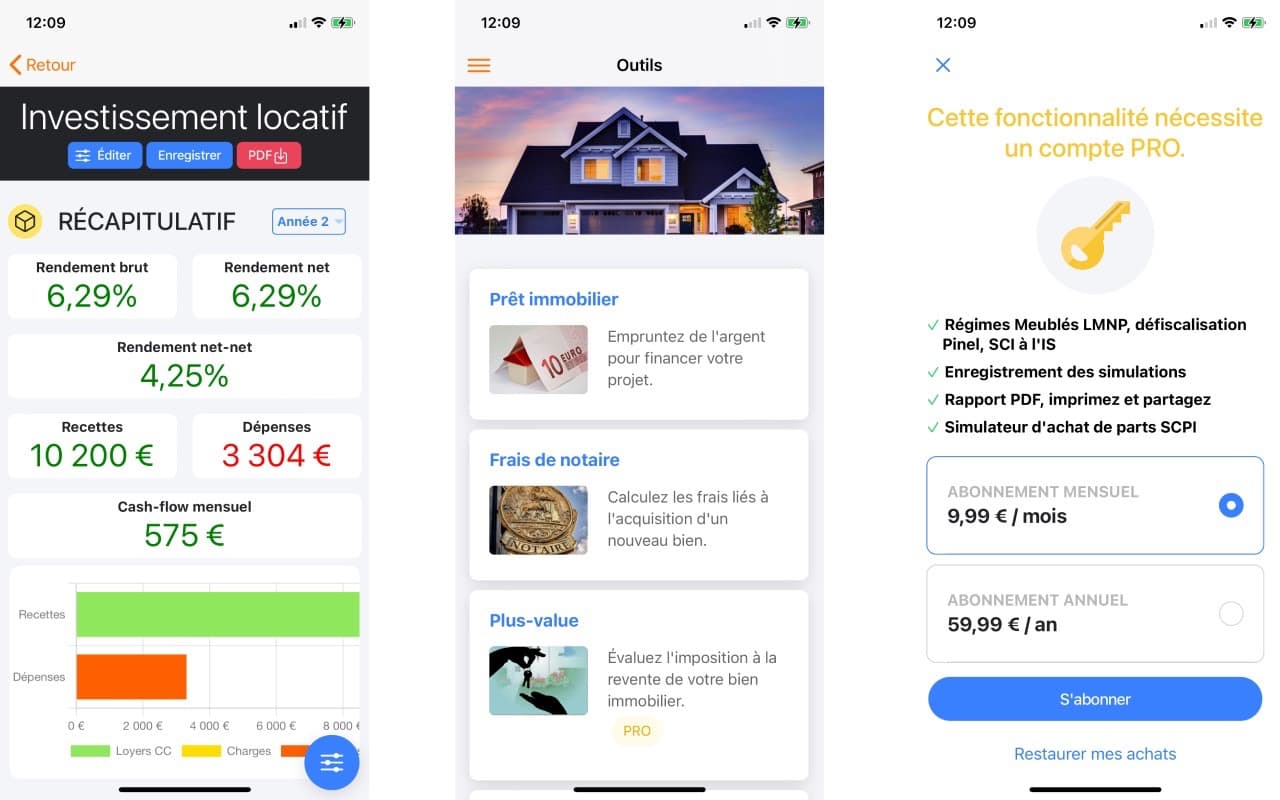 12:09
Retour
Investissement locatif
Éditer
Enregistrer
PDF
RÉCAPITULATIF
Année 2
Rendement brut
6,29%
Rendement net
6,29%
Rendement net-net
4,25%
Recettes
10 200 €
Dépenses
3 304 €
Cash-flow mensuel
575 €
Recettes
Dépenses
0 € 2 000 € 4 000 € 6 000 € 8 000 €
Loyers CC Charges
12:09
Outils
Prêt immobilier
10 EURO
Empruntez de l'argent
pour financer votre
projet.
Frais de notaire
NOTAIRE
Calculez les frais liés à
l'acquisition d'un
nouveau bien.
Plus-value
Évaluez l'imposition à la
revente de votre bien
immobilier.
PRO
12:09
Cette fonctionnalité nécessite
un compte PRO.
Régimes Meublés LMNP, défiscalisation
Pinel, SCI à l'IS
Enregistrement des simulations
Rapport PDF, imprimez et partagez
Simulateur d'achat de parts SCPI
ABONNEMENT MENSUEL
9,99 € / mois
ABONNEMENT ANNUEL
59,99 € / an
S'abonner
Restaurer mes achats